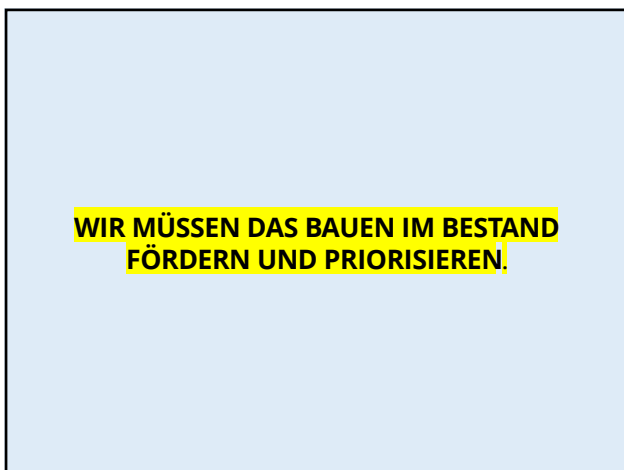 WIR MÜSSEN DAS BAUEN IM BESTAND
FÖRDERN UND PRIORISIEREN.